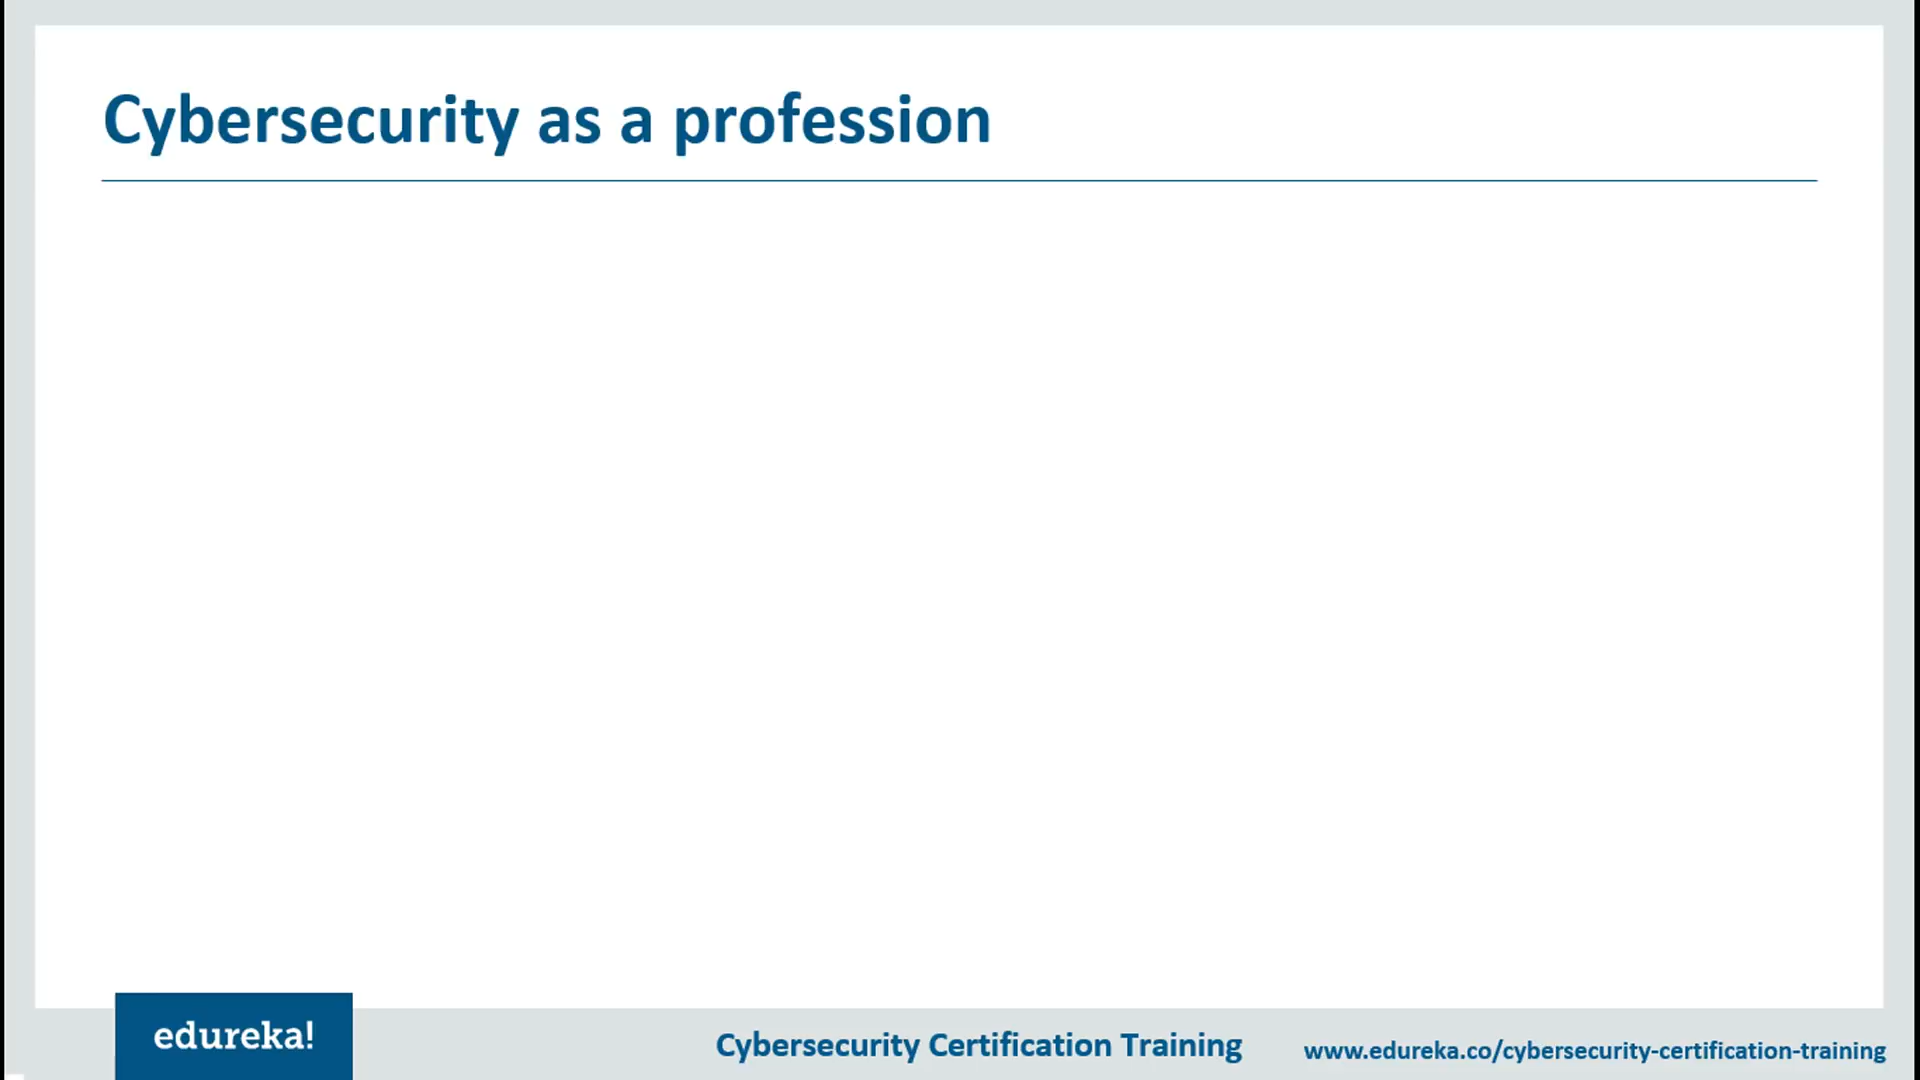 Cybersecurity as a profession
edureka!
Cybersecurity Certification Training
www.edureka.co/cybersecurity-certification-training